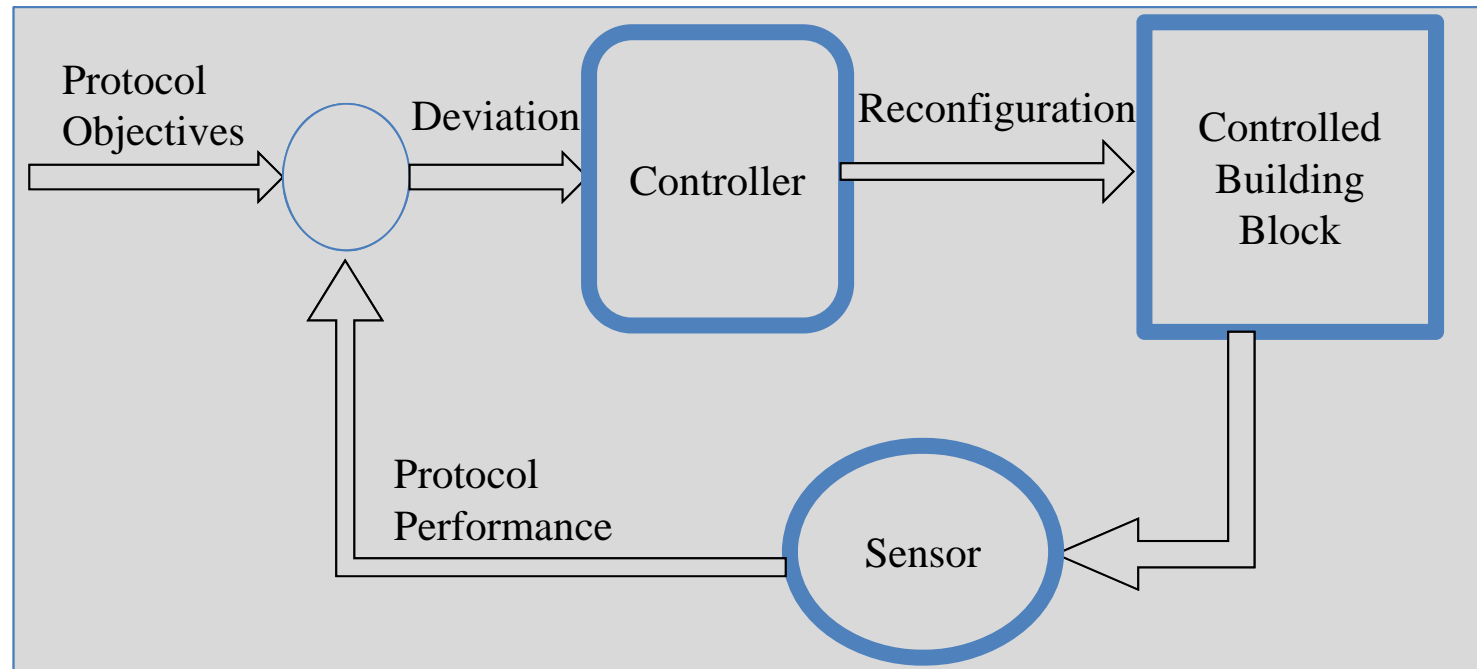 Protocol
Objectives
Deviation
Controller
Reconfiguration
Controlled
Building
Block
Protocol
Performance
Sensor